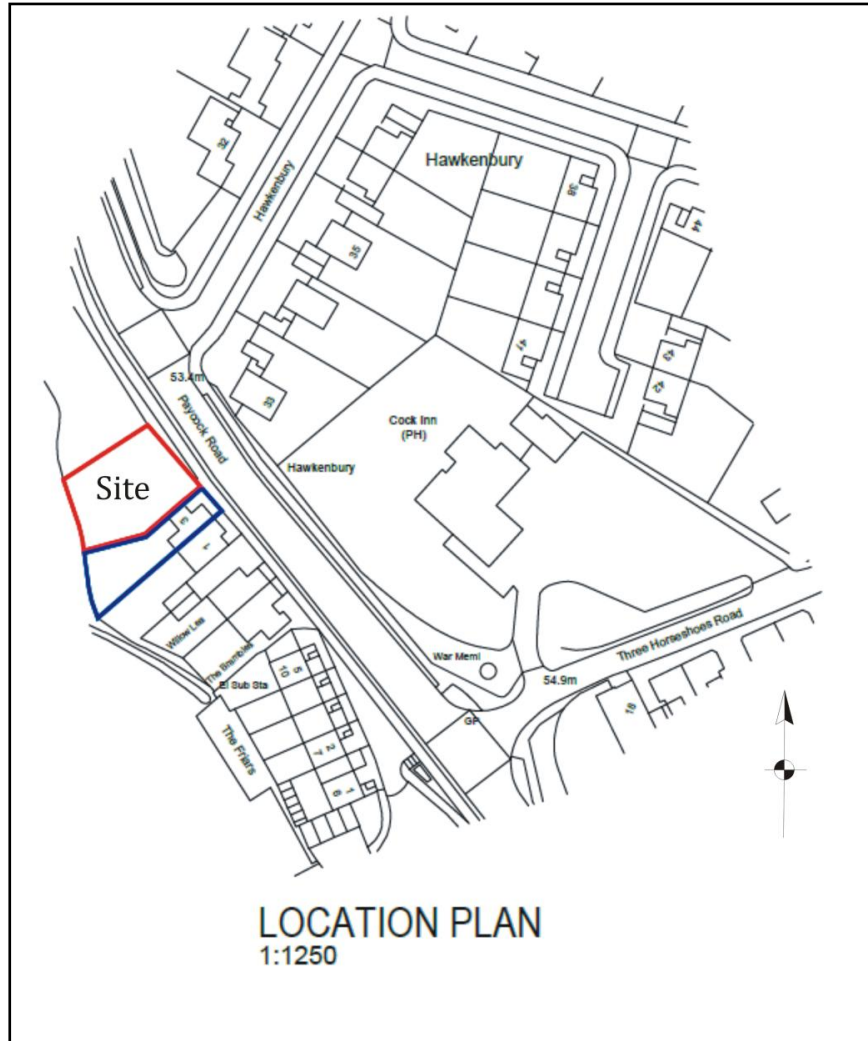 32
Hawkenbury
Hawkenbury
38
44
35
41
43
42
53.4m
Paycock Road
33
Cock Inn
(PH)
Hawkenbury
Site
3
1
Willow Lea
The Brambles
El Sub Sta
The Friars
5
10
2
7
1
6
War Meml
Three Horseshoes Road
54.9m
GP
18
LOCATION PLAN
1:1250